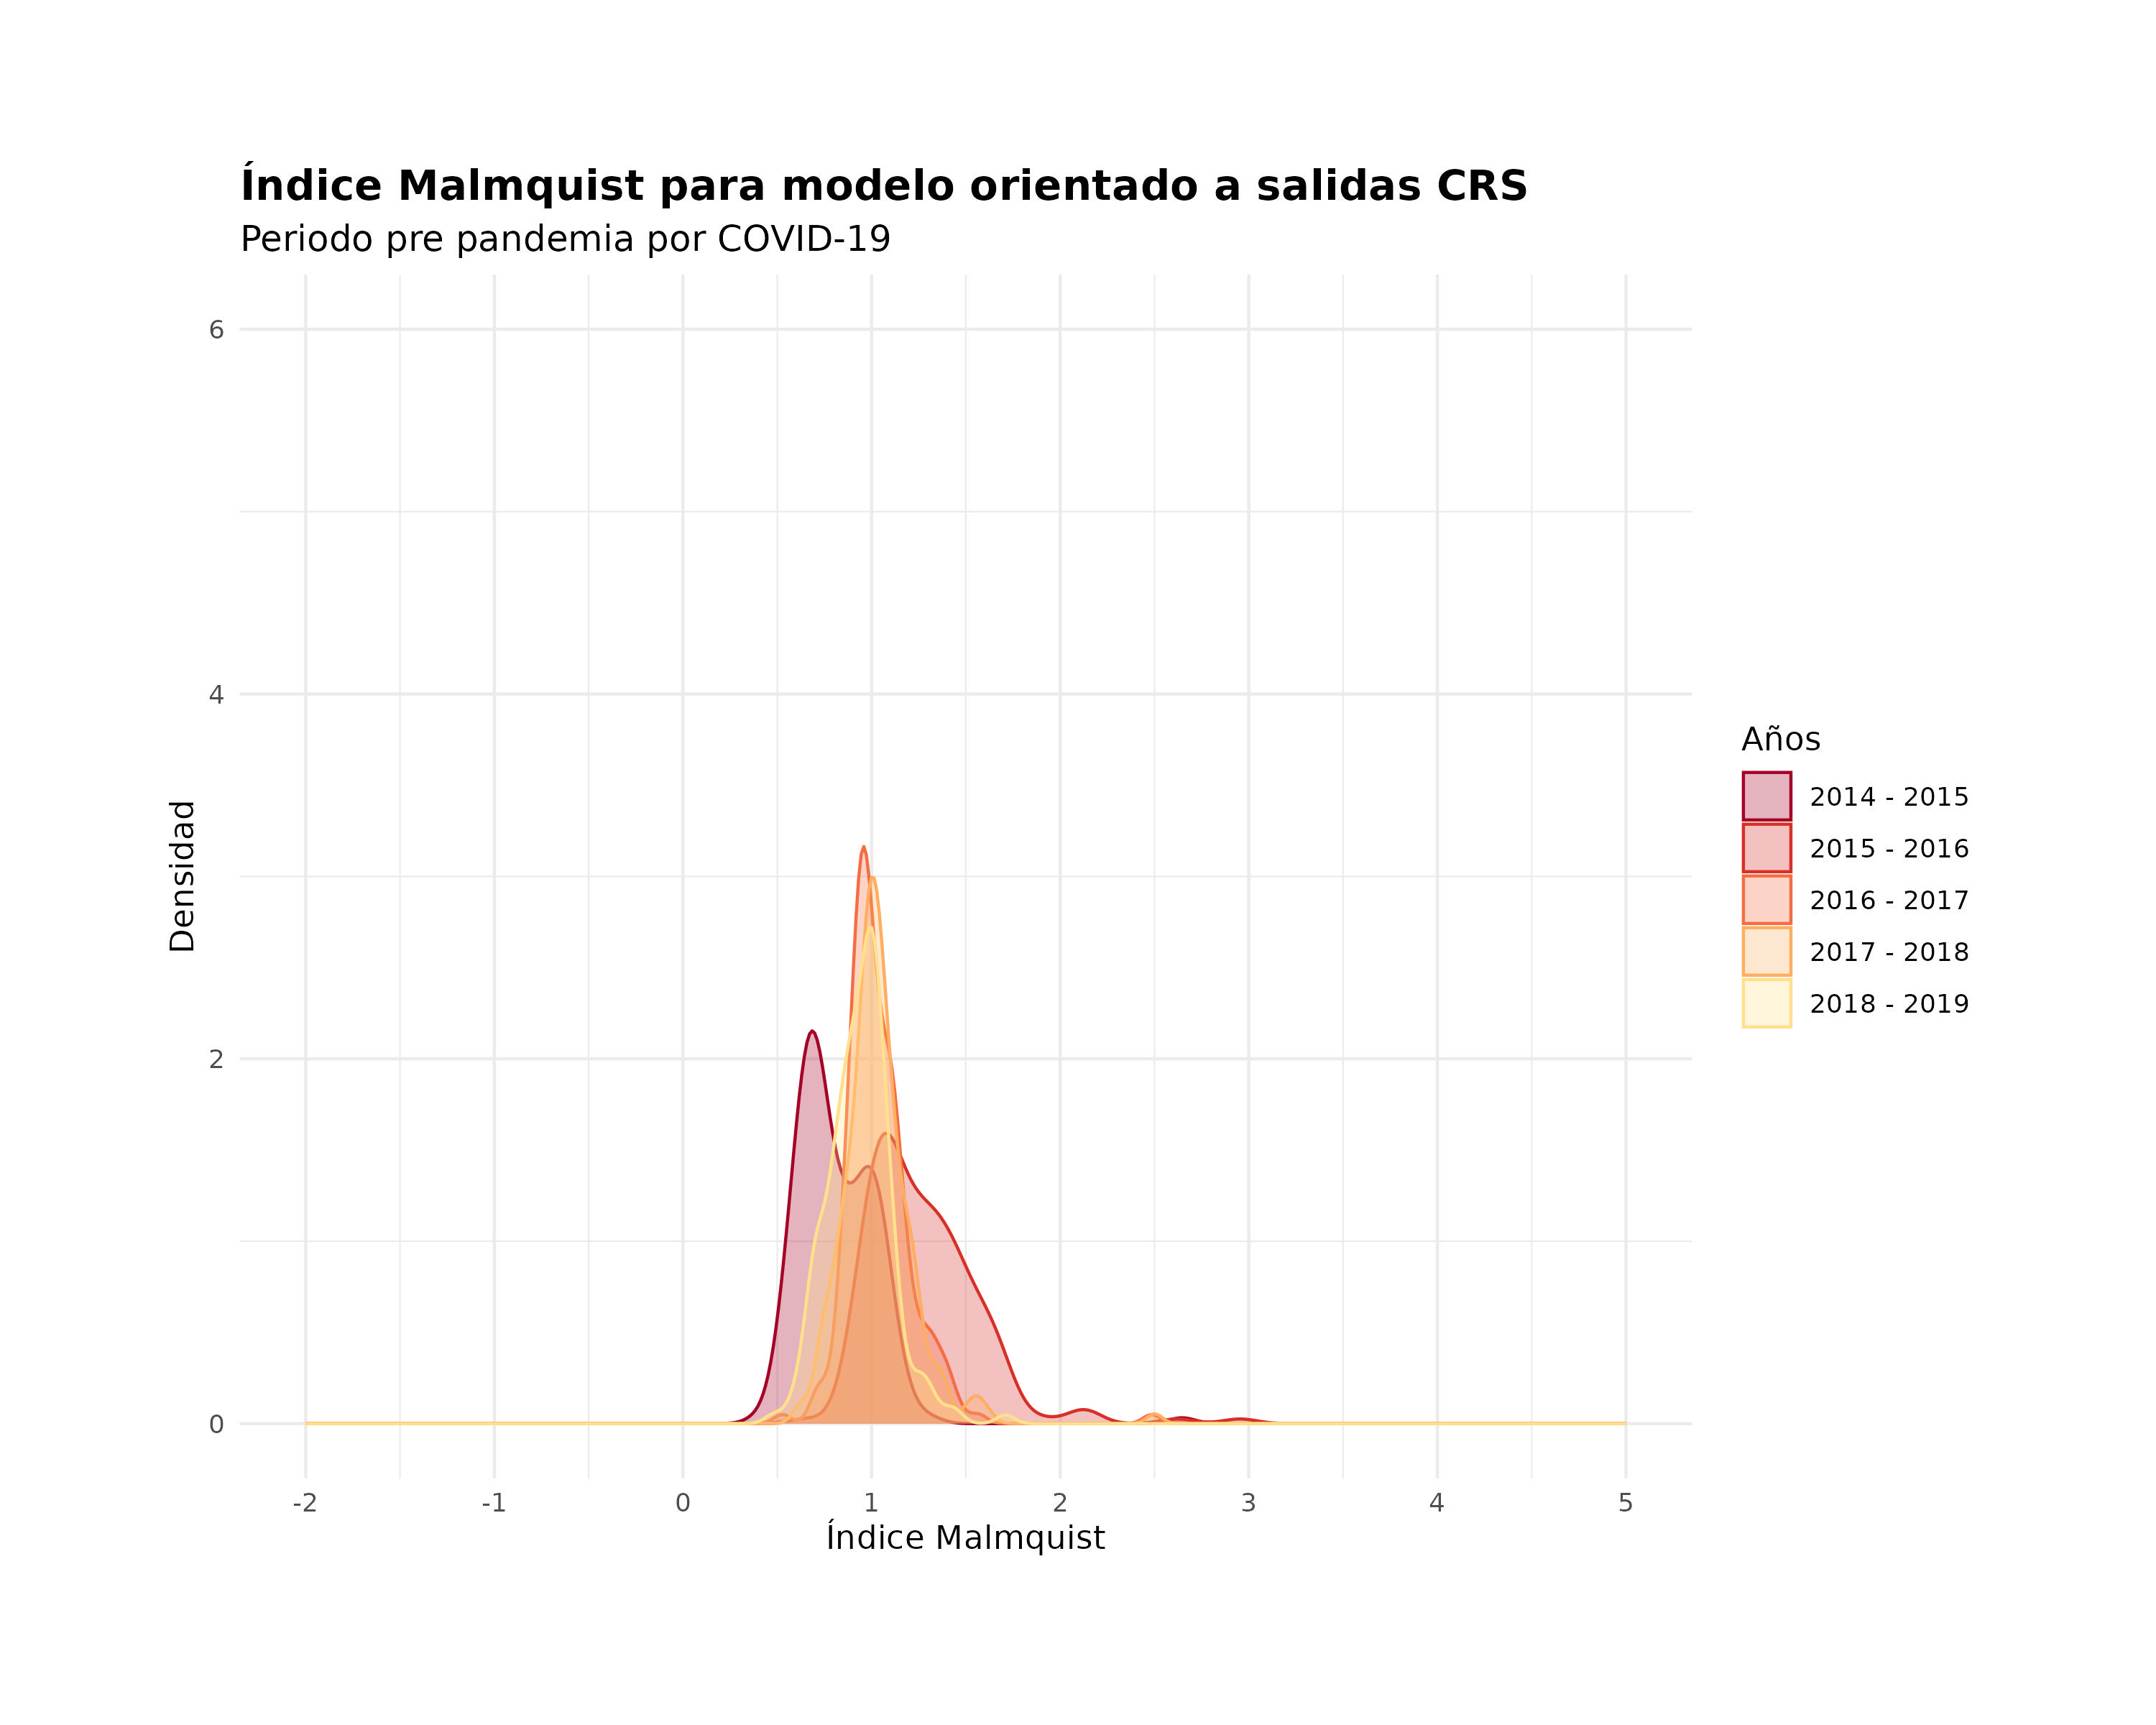 Índice Malmquist para modelo orientado a salidas CRS
Periodo pre pandemia por COVID-19
Densidad
6
4
2
0
-2 -1 0 1 2 3 4 5
Índice Malmquist
Años
2014 - 2015
2015 - 2016
2016 - 2017
2017 - 2018
2018 - 2019